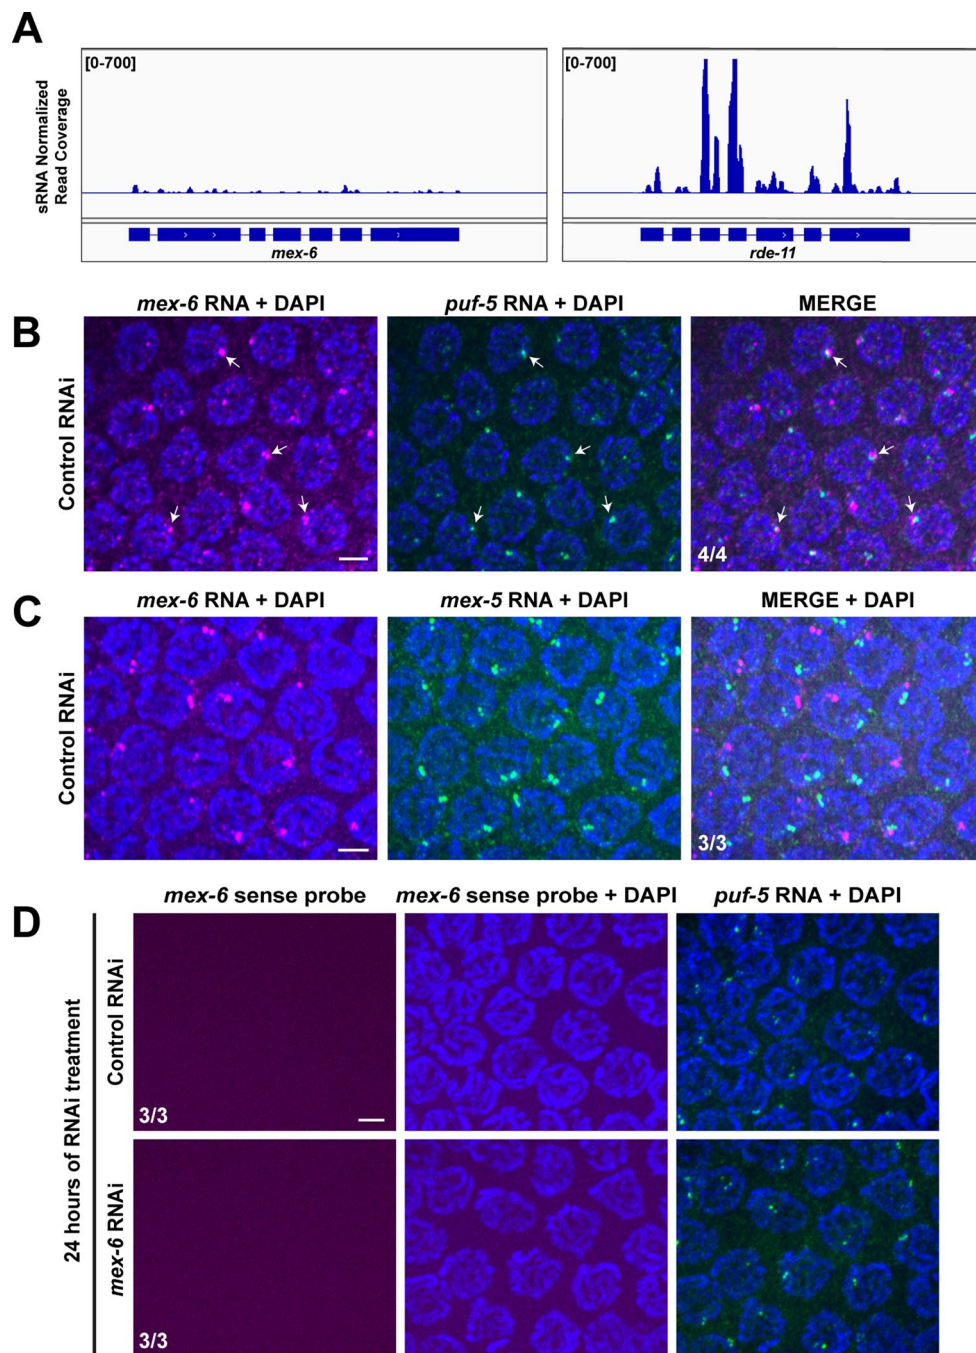 A
sRNA Normalized
Read Coverage
[0-700]
mex-6
[0-700]
rde-11
B
Control RNAi
mex-6 RNA + DAPI
puf-5 RNA + DAPI
MERGE
4/4
C
Control RNAi
mex-6 RNA + DAPI
mex-5 RNA + DAPI
MERGE + DAPI
3/3
D
24 hours of RNAi treatment
mex-6 sense probe
mex-6 sense probe + DAPI
puf-5 RNA + DAPI
Control RNAi
3/3
mex-6 RNAi
3/3